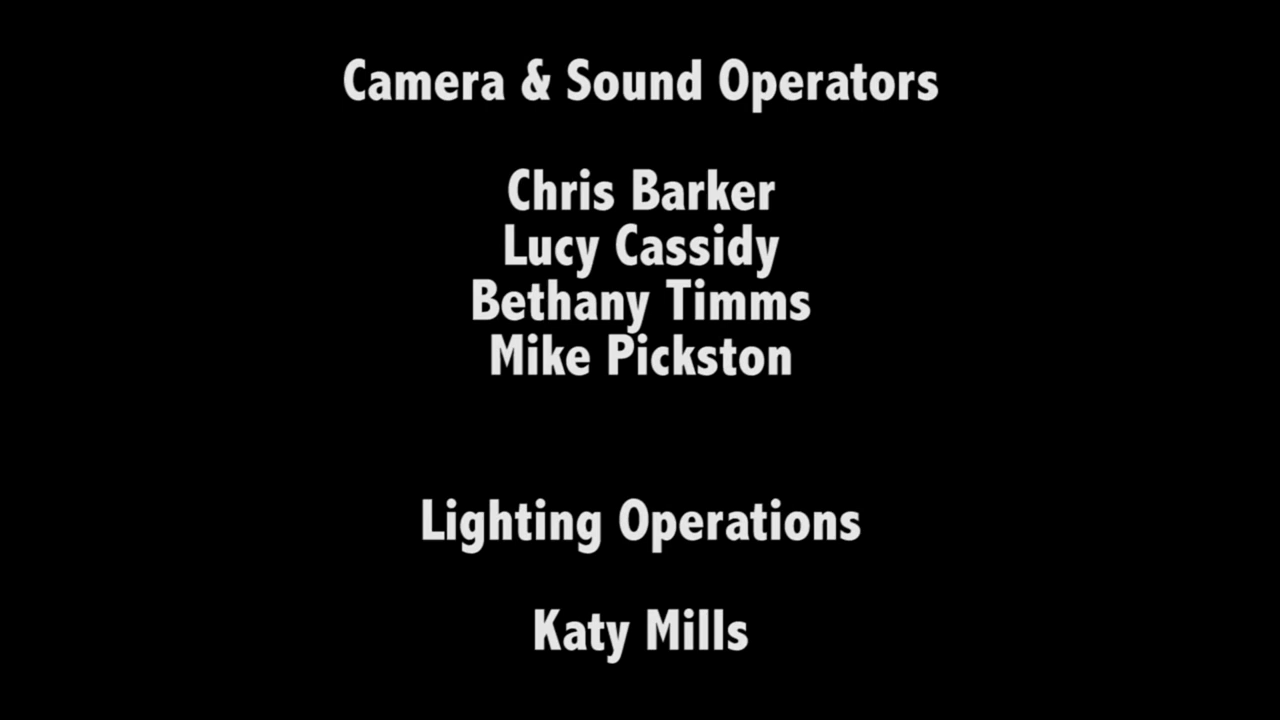 Camera & Sound Operators
Chris Barker
Lucy Cassidy
Bethany Timms
Mike Pickston
Lighting Operations
Katy Mills